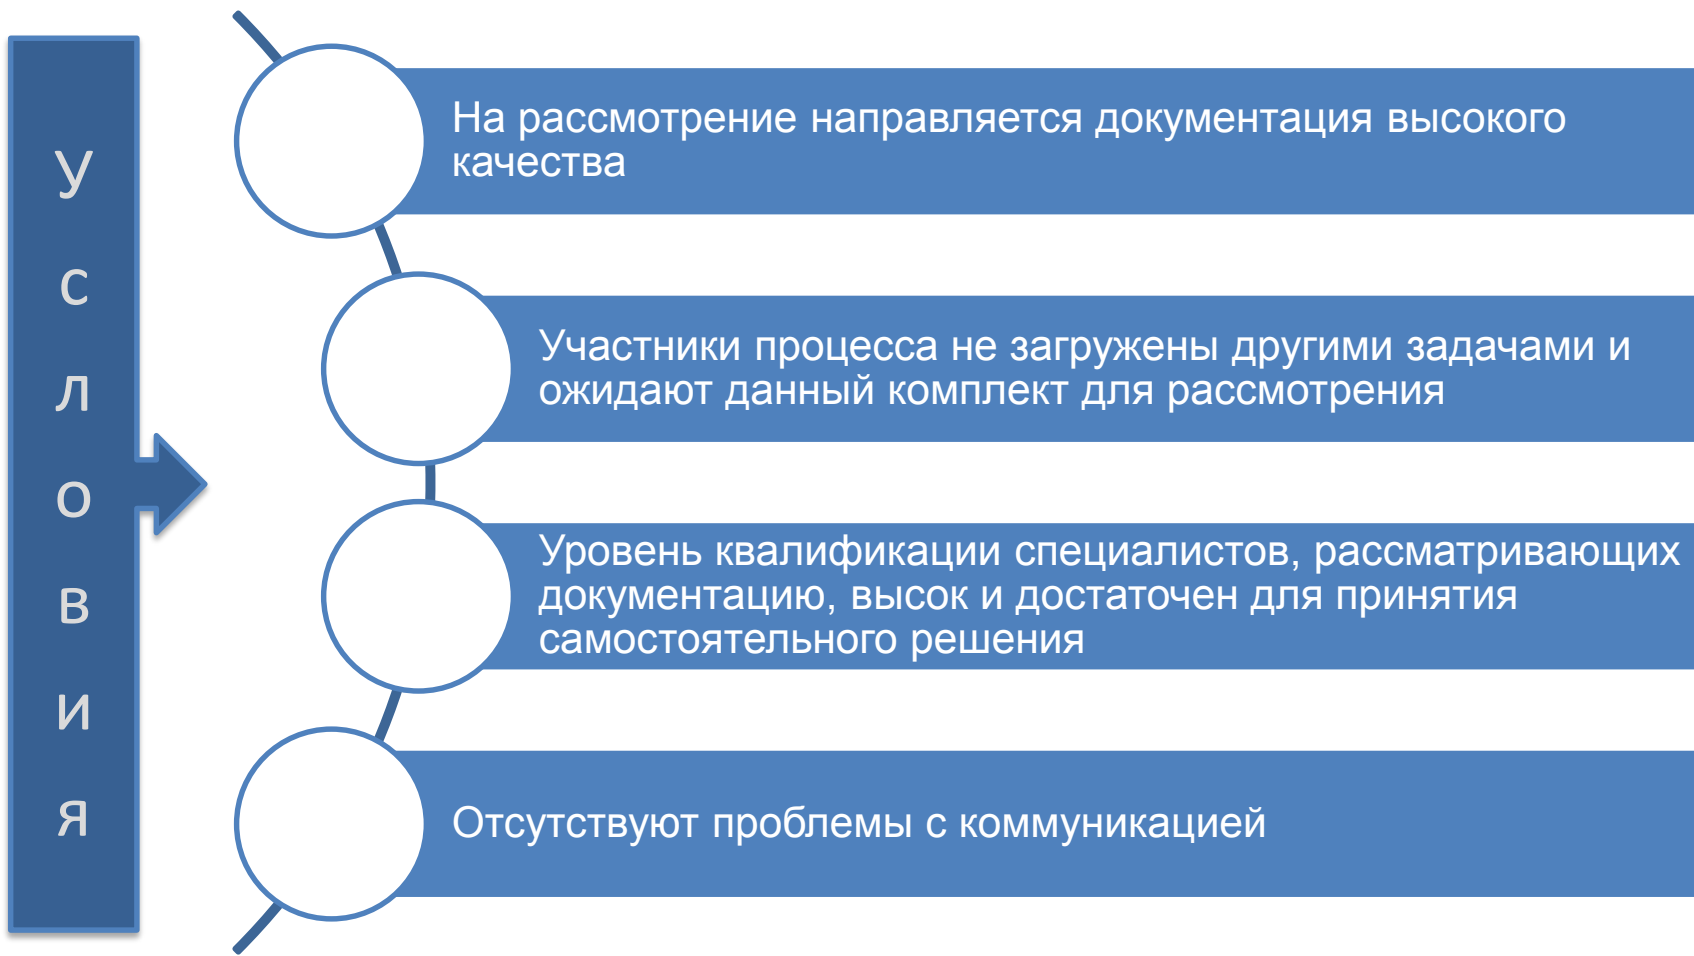 У
с
л
о
в
и
я
На рассмотрение направляется документация высокого
качества
Участники процесса не загружены другими задачами и
ожидают данный комплект для рассмотрения
Уровень квалификации специалистов, рассматривающих
документацию, высок и достаточен для принятия
самостоятельного решения
Отсутствуют проблемы с коммуникацией